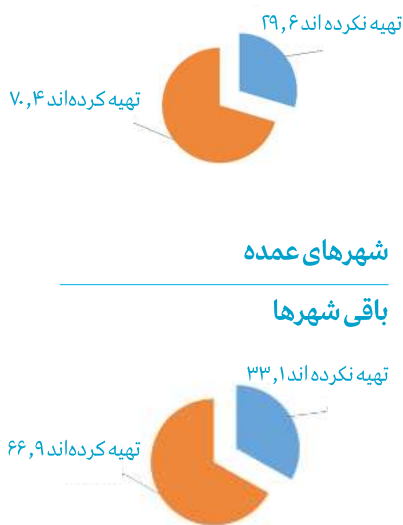 تهیه نکرده اند ۲۹,۶
تهیه کرده‌اند ۷۰,۴
شهرهای عمده
باقی شهرها
تهیه نکرده اند ۳۳,۱
تهیه کرده‌اند ۶۶,۹